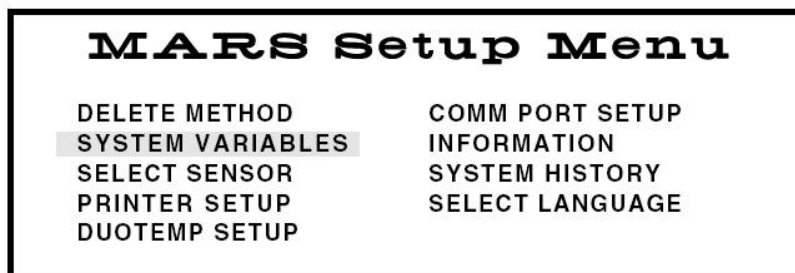 MARS Setup Menu
DELETE METHOD
SYSTEM VARIABLES
SELECT SENSOR
PRINTER SETUP
DUOTEMP SETUP
COMM PORT SETUP
INFORMATION
SYSTEM HISTORY
SELECT LANGUAGE